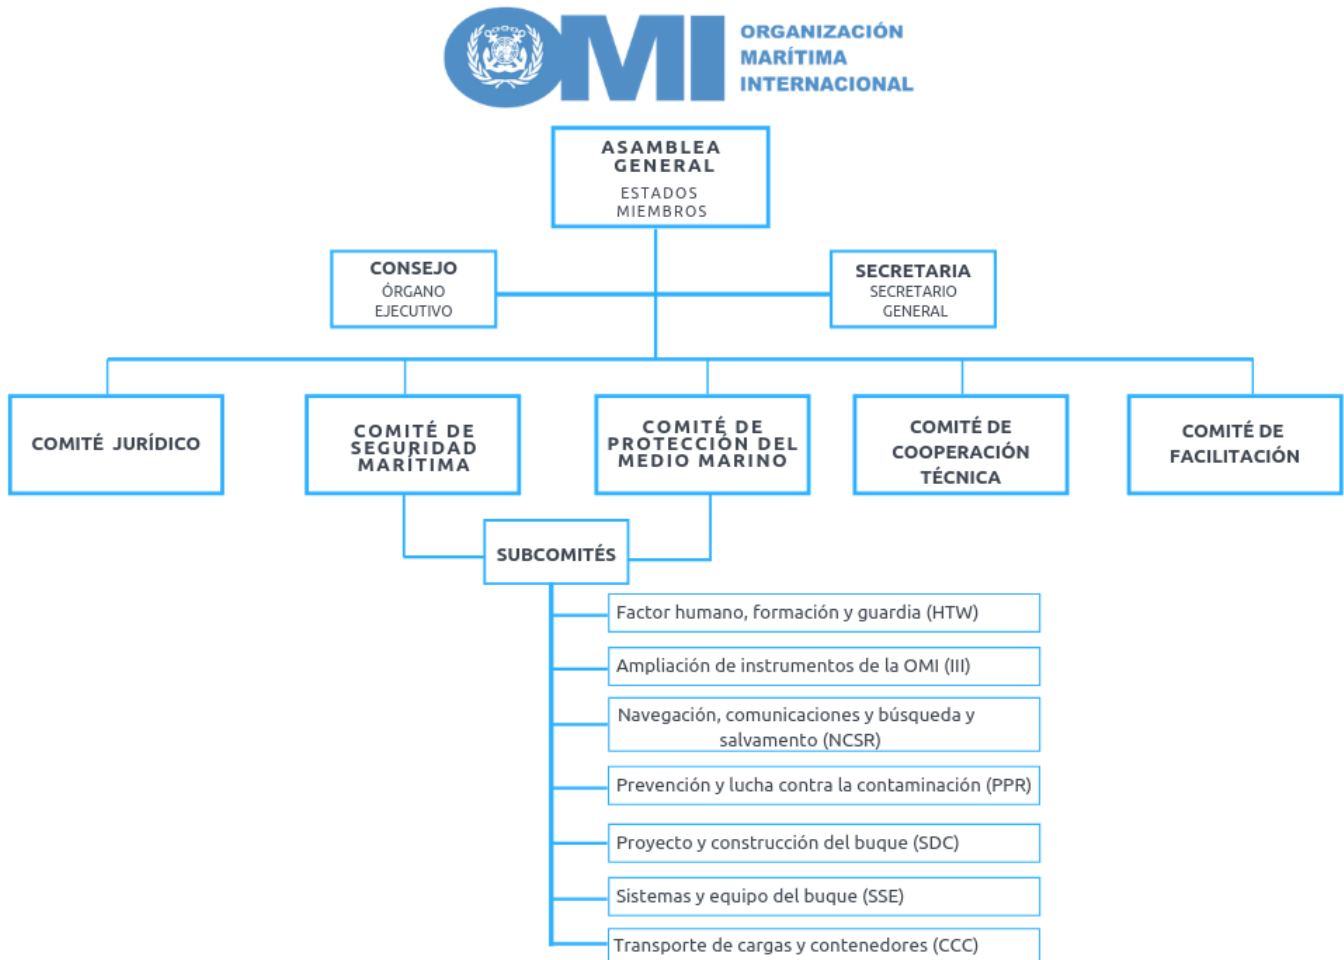 OMI
ORGANIZACIÓN
MARÍTIMA
INTERNACIONAL
ASAMBLEA
GENERAL
ESTADOS
MIEMBROS
CONSEJO
ÓRGANO
EJECUTIVO
SECRETARIA
SECRETARIO
GENERAL
COMITÉ JURÍDICO
COMITÉ DE
SEGURIDAD
MARÍTIMA
COMITÉ DE
PROTECCIÓN DEL
MEDIO MARINO
COMITÉ DE
COOPERACIÓN
TÉCNICA
COMITÉ DE
FACILITACIÓN
SUBCOMITÉS
Factor humano, formación y guardia (HTW)
Ampliación de instrumentos de la OMI (III)
Navegación, comunicaciones y búsqueda y
salvamento (NCSR)
Prevención y lucha contra la contaminación (PPR)
Proyecto y construcción del buque (SDC)
Sistemas y equipo del buque (SSE)
Transporte de cargas y contenedores (CCC)